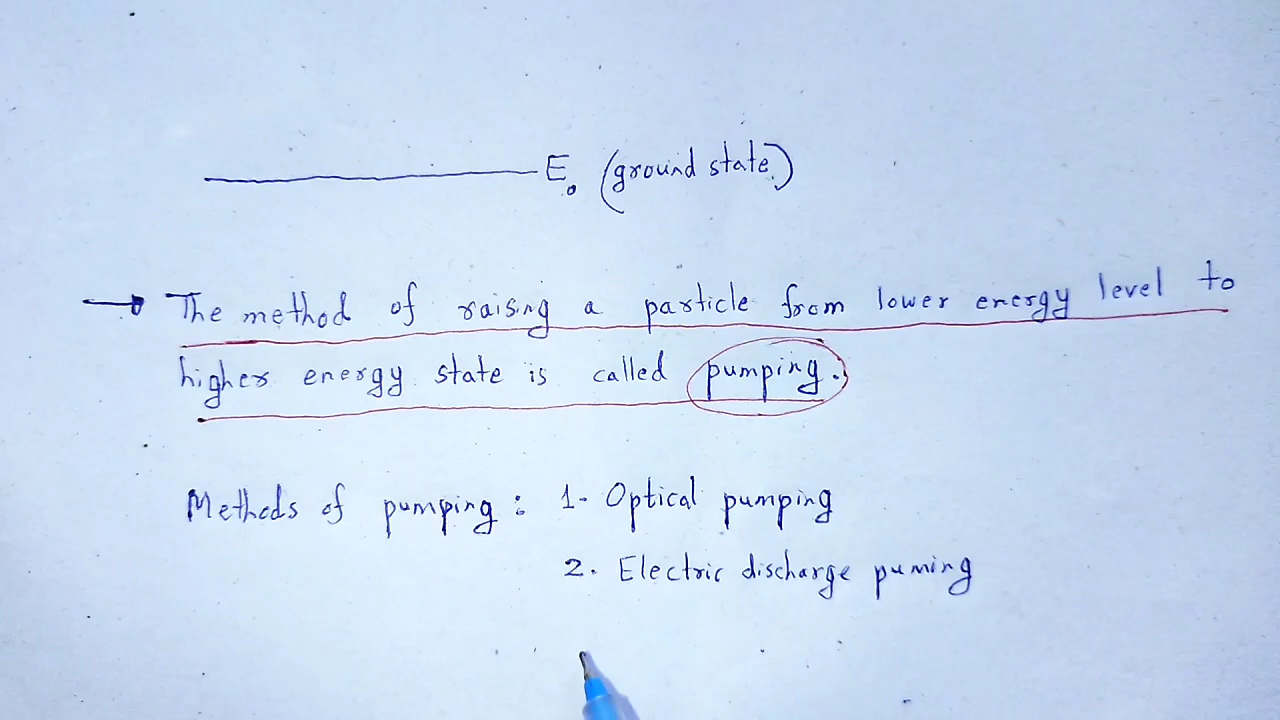 E₀ (ground state)
→ The method of raising a particle from lower energy level to
higher energy state is called pumping.
Methods of pumping : 1. Optical pumping
2. Electric discharge puming